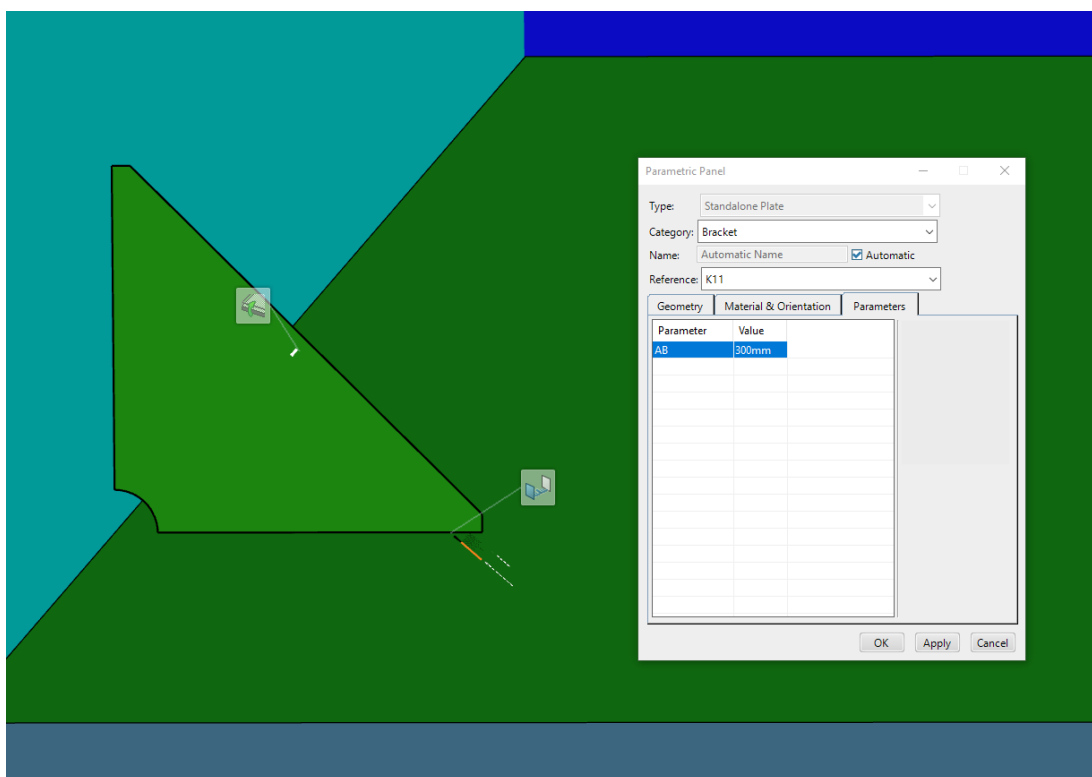 Parametric Panel
Type: Standalone Plate
Category: Bracket
Name: Automatic Name Automatic
Reference: K11
Geometry Material & Orientation Parameters
Parameter Value
AB 300mm
OK Apply Cancel